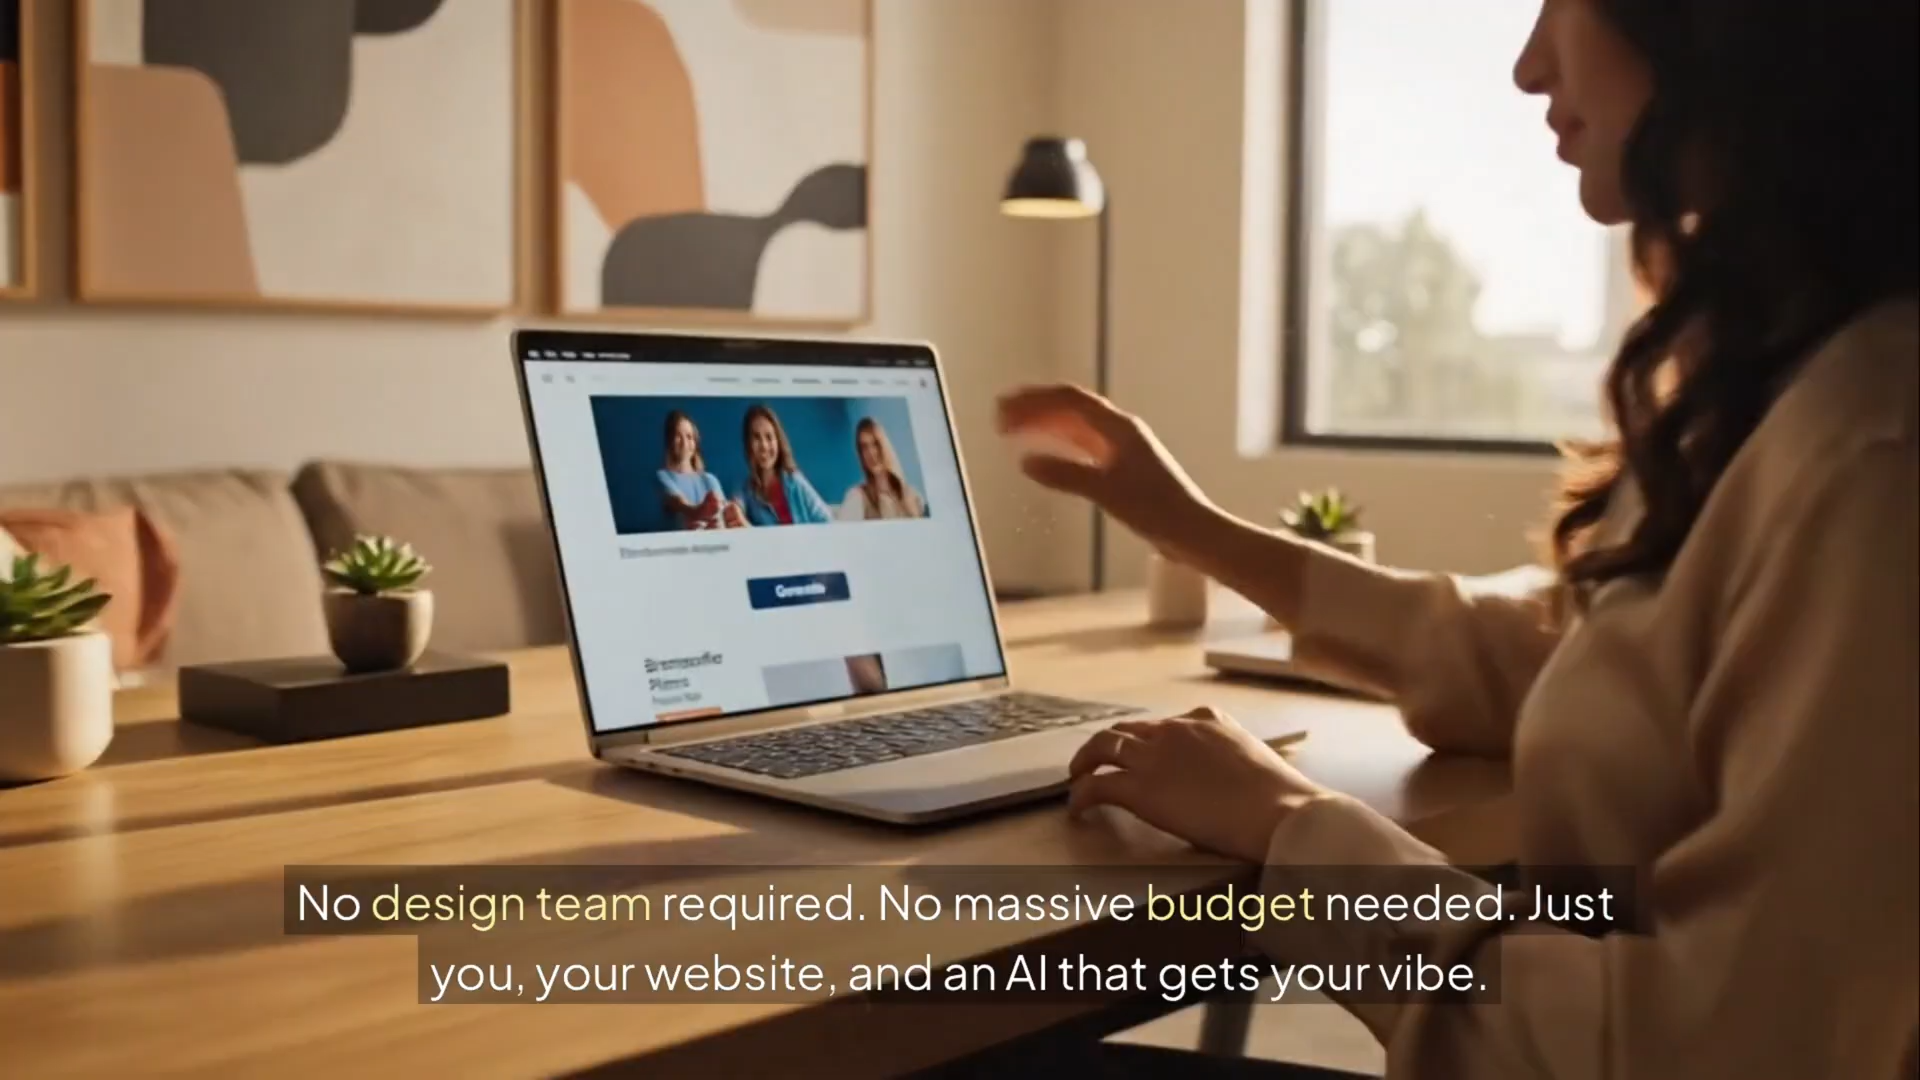 Generate
No design team required. No massive budget needed. Just
you, your website, and an AI that gets your vibe.